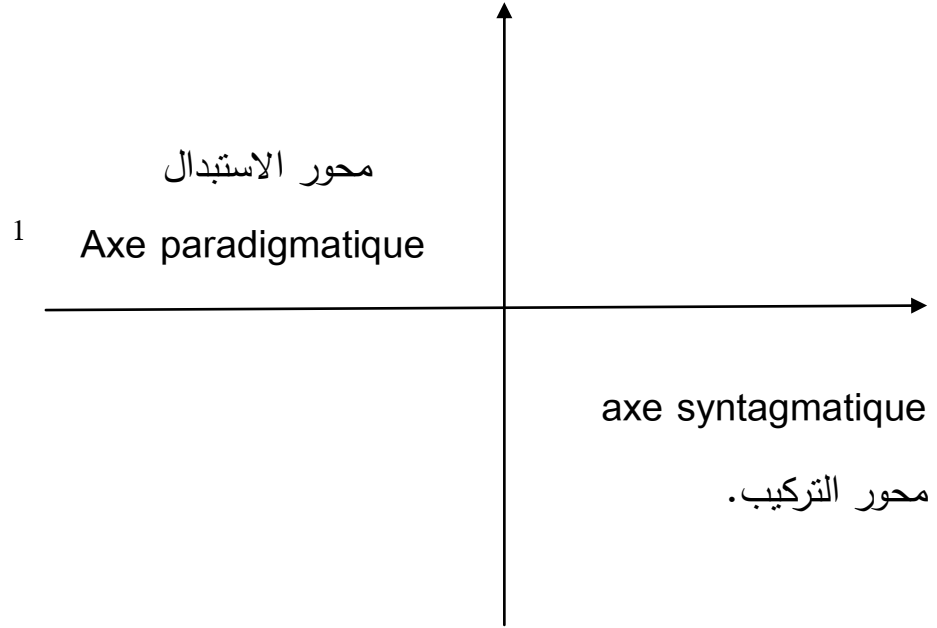 محور الاستبدال
1
Axe paradigmatique
axe syntagmatique
محور التركيب.